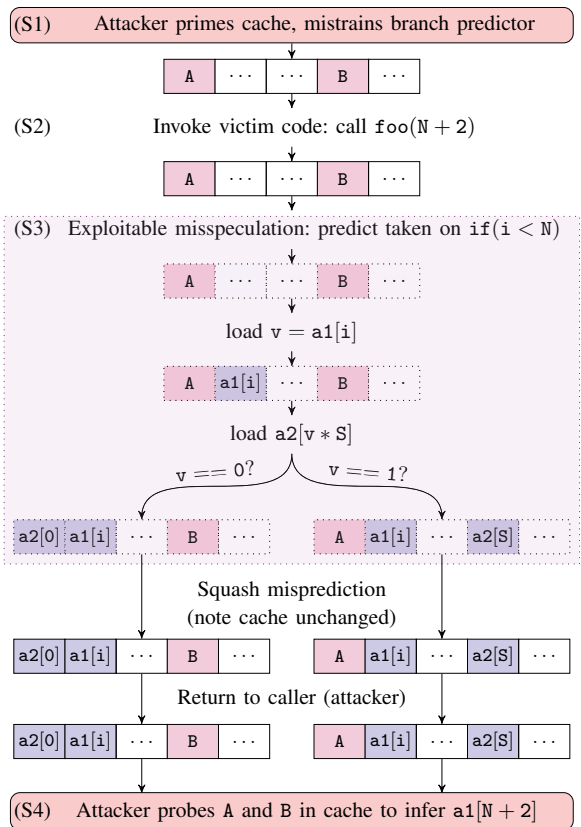 (S1) Attacker primes cache, mistrains branch predictor
A ··· ··· B ···
(S2) Invoke victim code: call foo(N + 2)
A ··· ··· B ···
(S3) Exploitable misspeculation: predict taken on if(i < N)
A ··· ··· B ···
load v = a1[i]
A a1[i] ··· B ···
load a2[v * S]
v == 0? v == 1?
a2[0] a1[i] ··· B ··· A a1[i] ··· a2[S] ···
Squash misprediction
(note cache unchanged)
a2[0] a1[i] ··· B ··· A a1[i] ··· a2[S] ···
Return to caller (attacker)
a2[0] a1[i] ··· B ··· A a1[i] ··· a2[S] ···
(S4) Attacker probes A and B in cache to infer a1[N + 2]